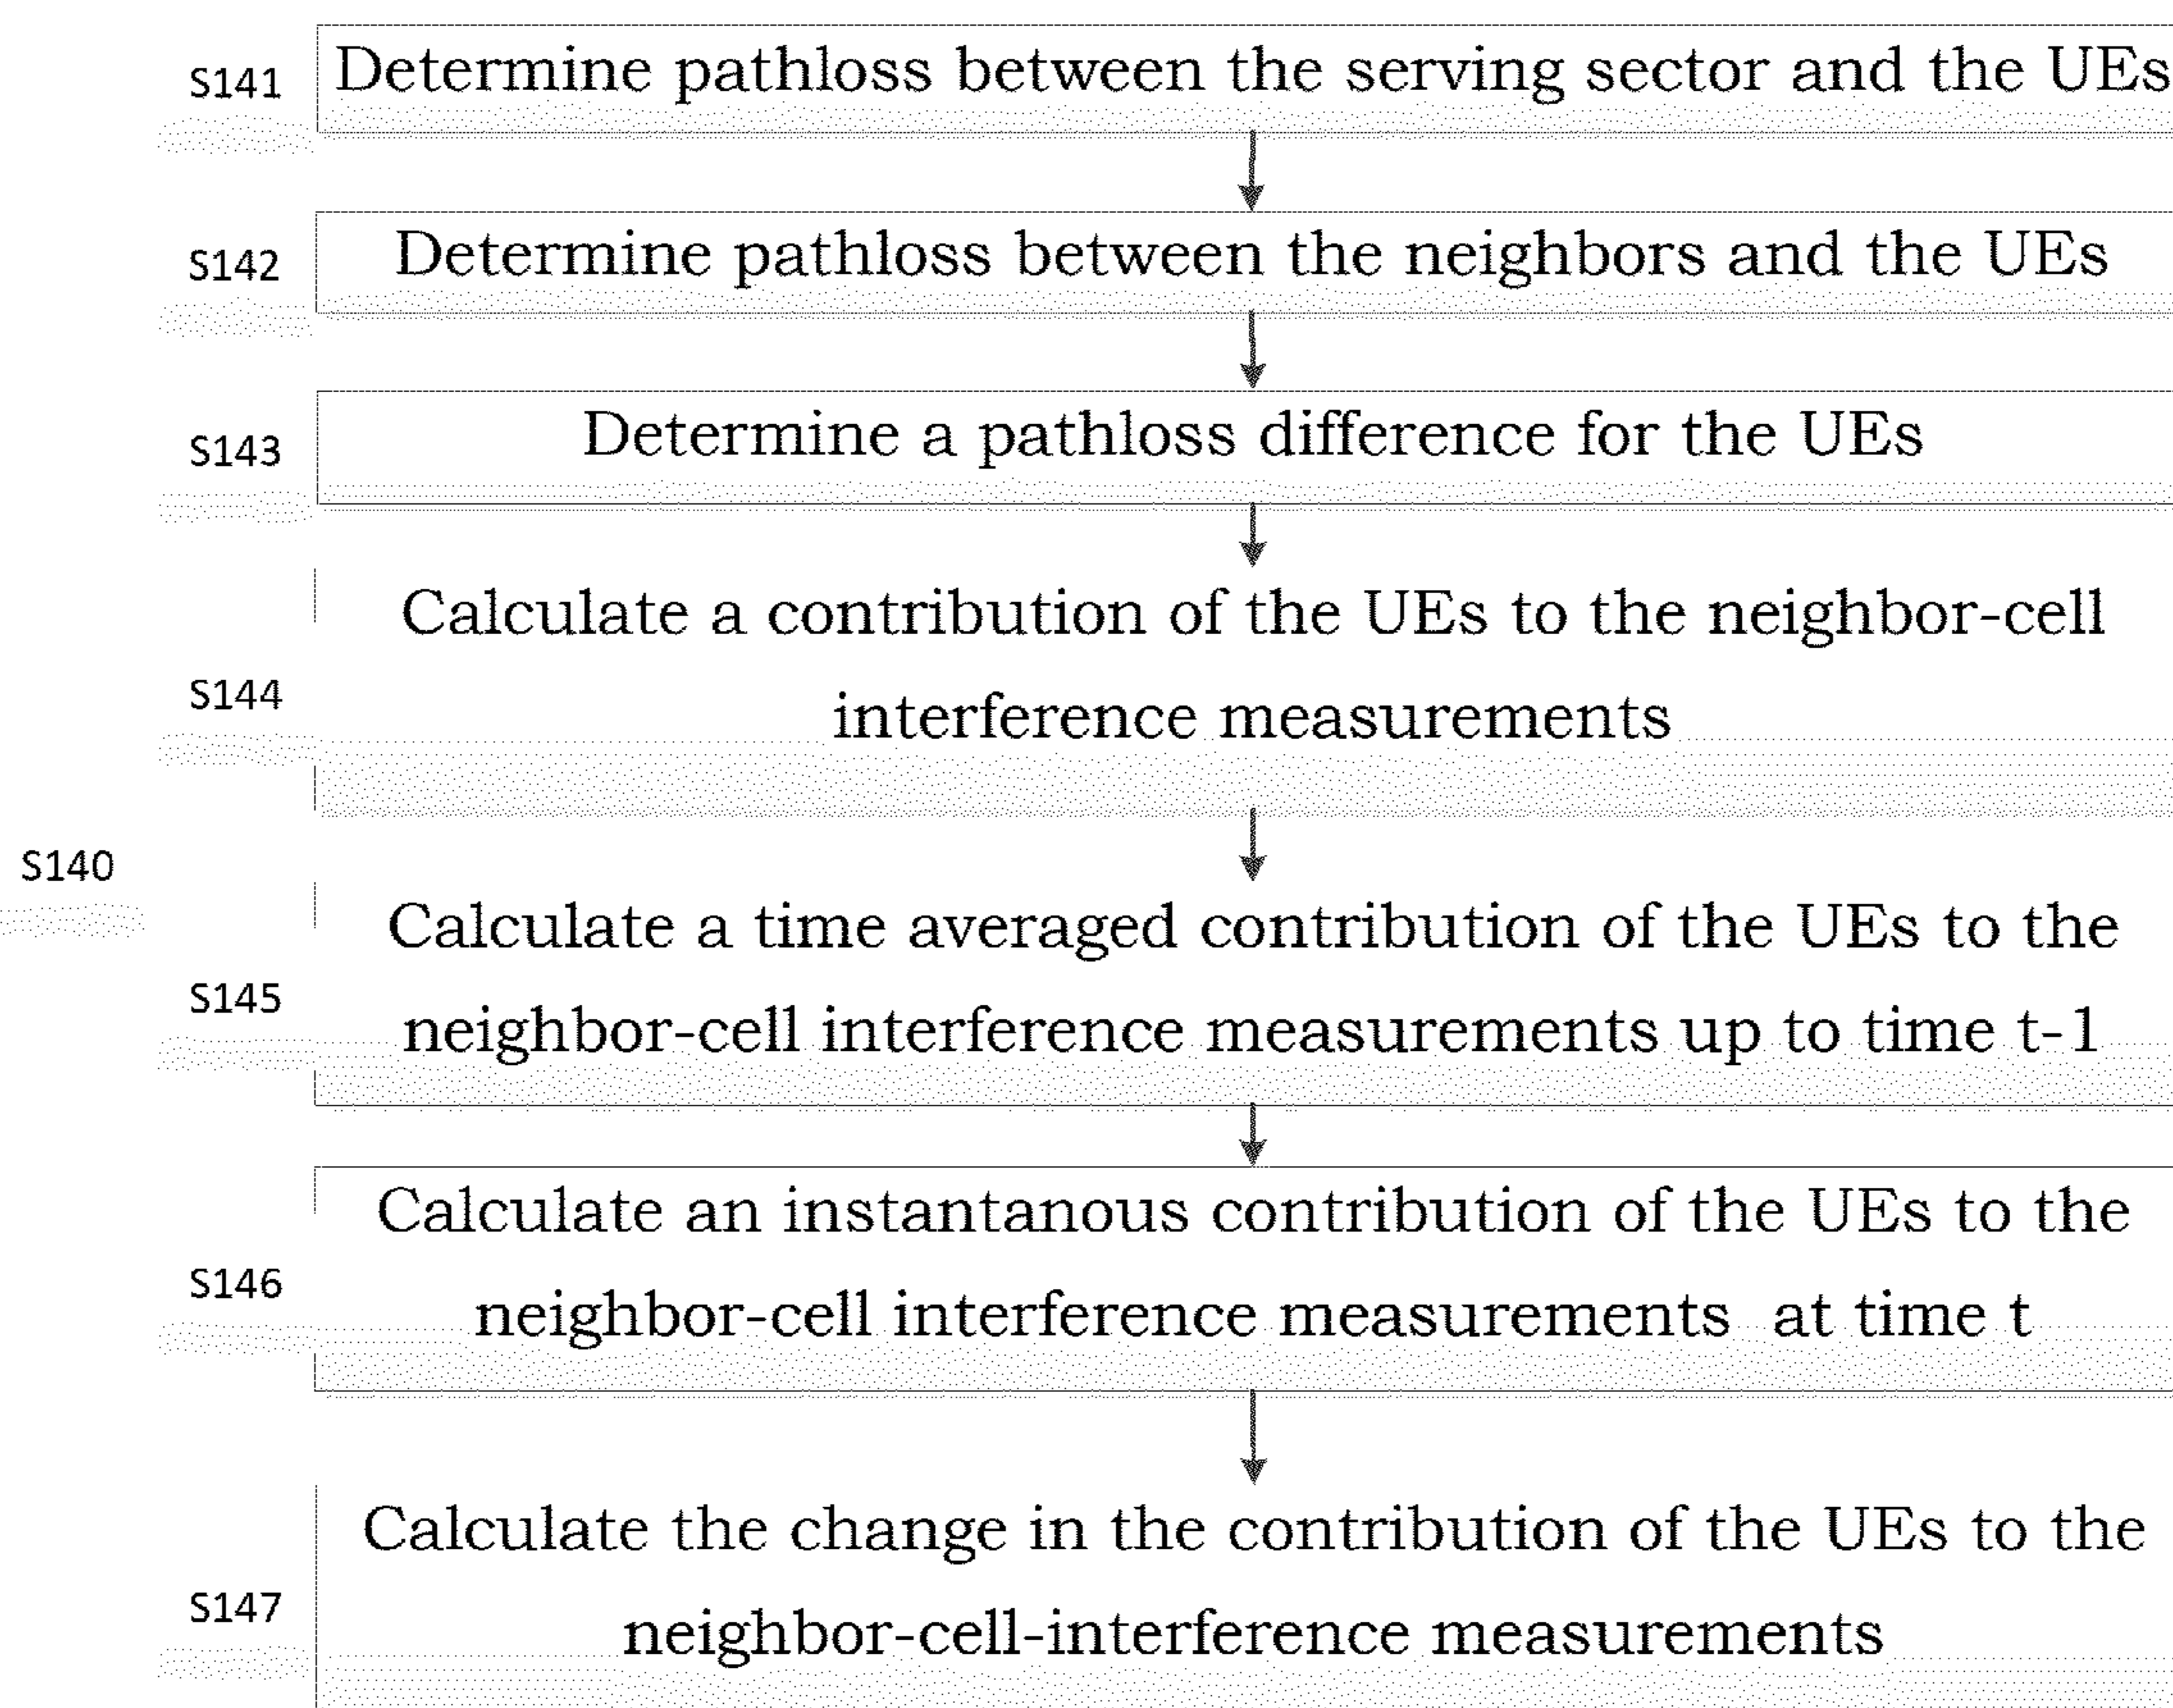 S141
Determine pathloss between the serving sector and the UEs
S142
Determine pathloss between the neighbors and the UEs
S143
Determine a pathloss difference for the UEs
Calculate a contribution of the UEs to the neighbor-cell
S144
interference measurements
S140
Calculate a time averaged contribution of the UEs to the
S145
neighbor-cell interference measurements up to time t-1
Calculate an instantanous contribution of the UEs to the
S146
neighbor-cell interference measurements at time t
Calculate the change in the contribution of the UEs to the
S147
neighbor-cell-interference measurements